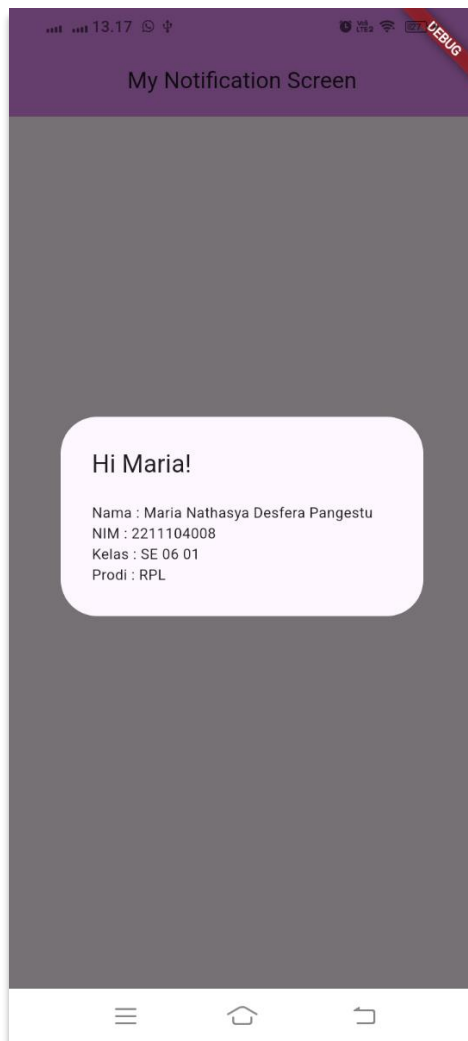 13.17
DEBUG
My Notification Screen
Hi Maria!
Nama : Maria Nathasya Desfera Pangestu
NIM : 2211104008
Kelas : SE 06 01
Prodi : RPL